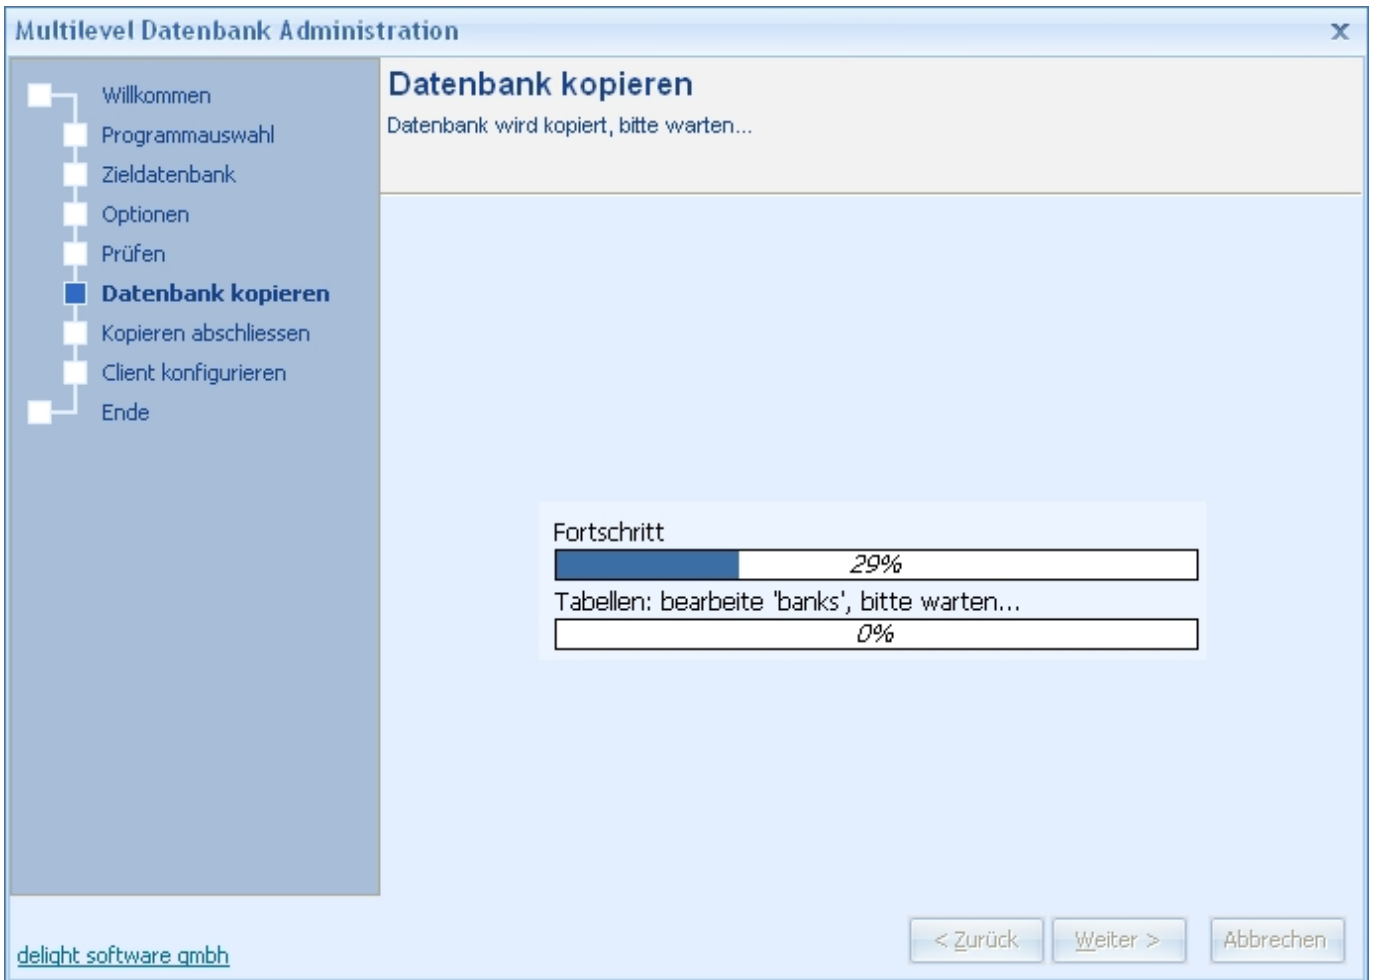 Multilevel Datenbank Administration
x
Willkommen
Programmauswahl
Zieldatenbank
Optionen
Prüfen
Datenbank kopieren
Kopieren abschliessen
Client konfigurieren
Ende
Datenbank kopieren
Datenbank wird kopiert, bitte warten...
Fortschritt
29%
Tabellen: bearbeite 'banks', bitte warten...
0%
delight software gmbh
< Zurück
Weiter >
Abbrechen